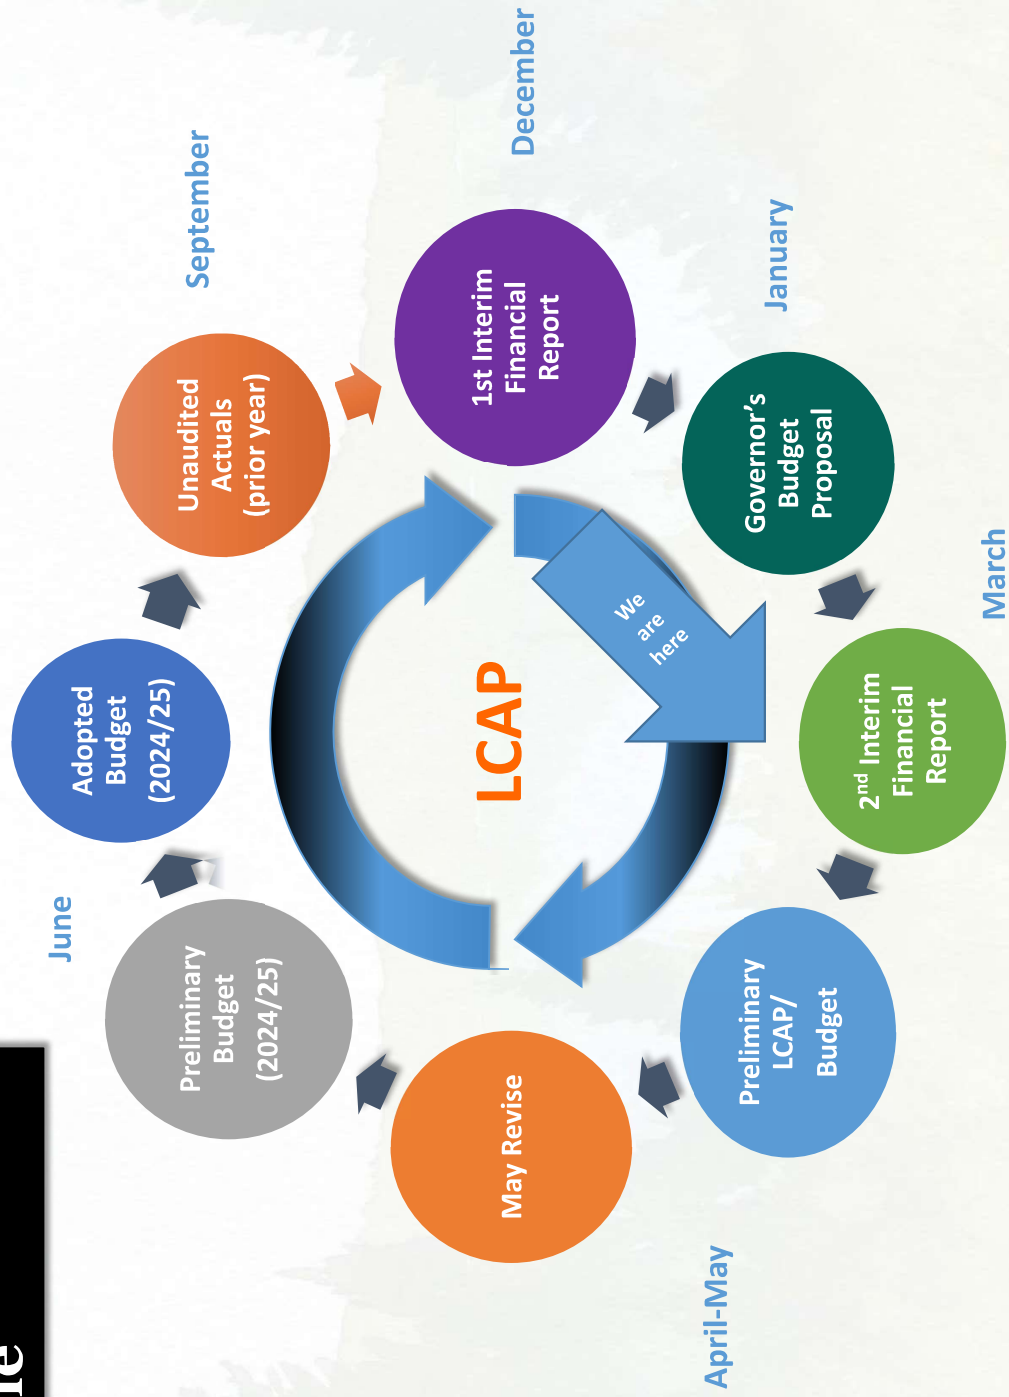 ne
June
Adopted
Budget
(2024/25)
September
Unaudited
Actuals
(prior year)
December
1st Interim
Financial
Report
January
Governor’s
Budget
Proposal
March
2nd Interim
Financial
Report
April-May
Preliminary
LCAP/
Budget
May Revise
Preliminary
Budget
(2024/25)
LCAP
We
are
here